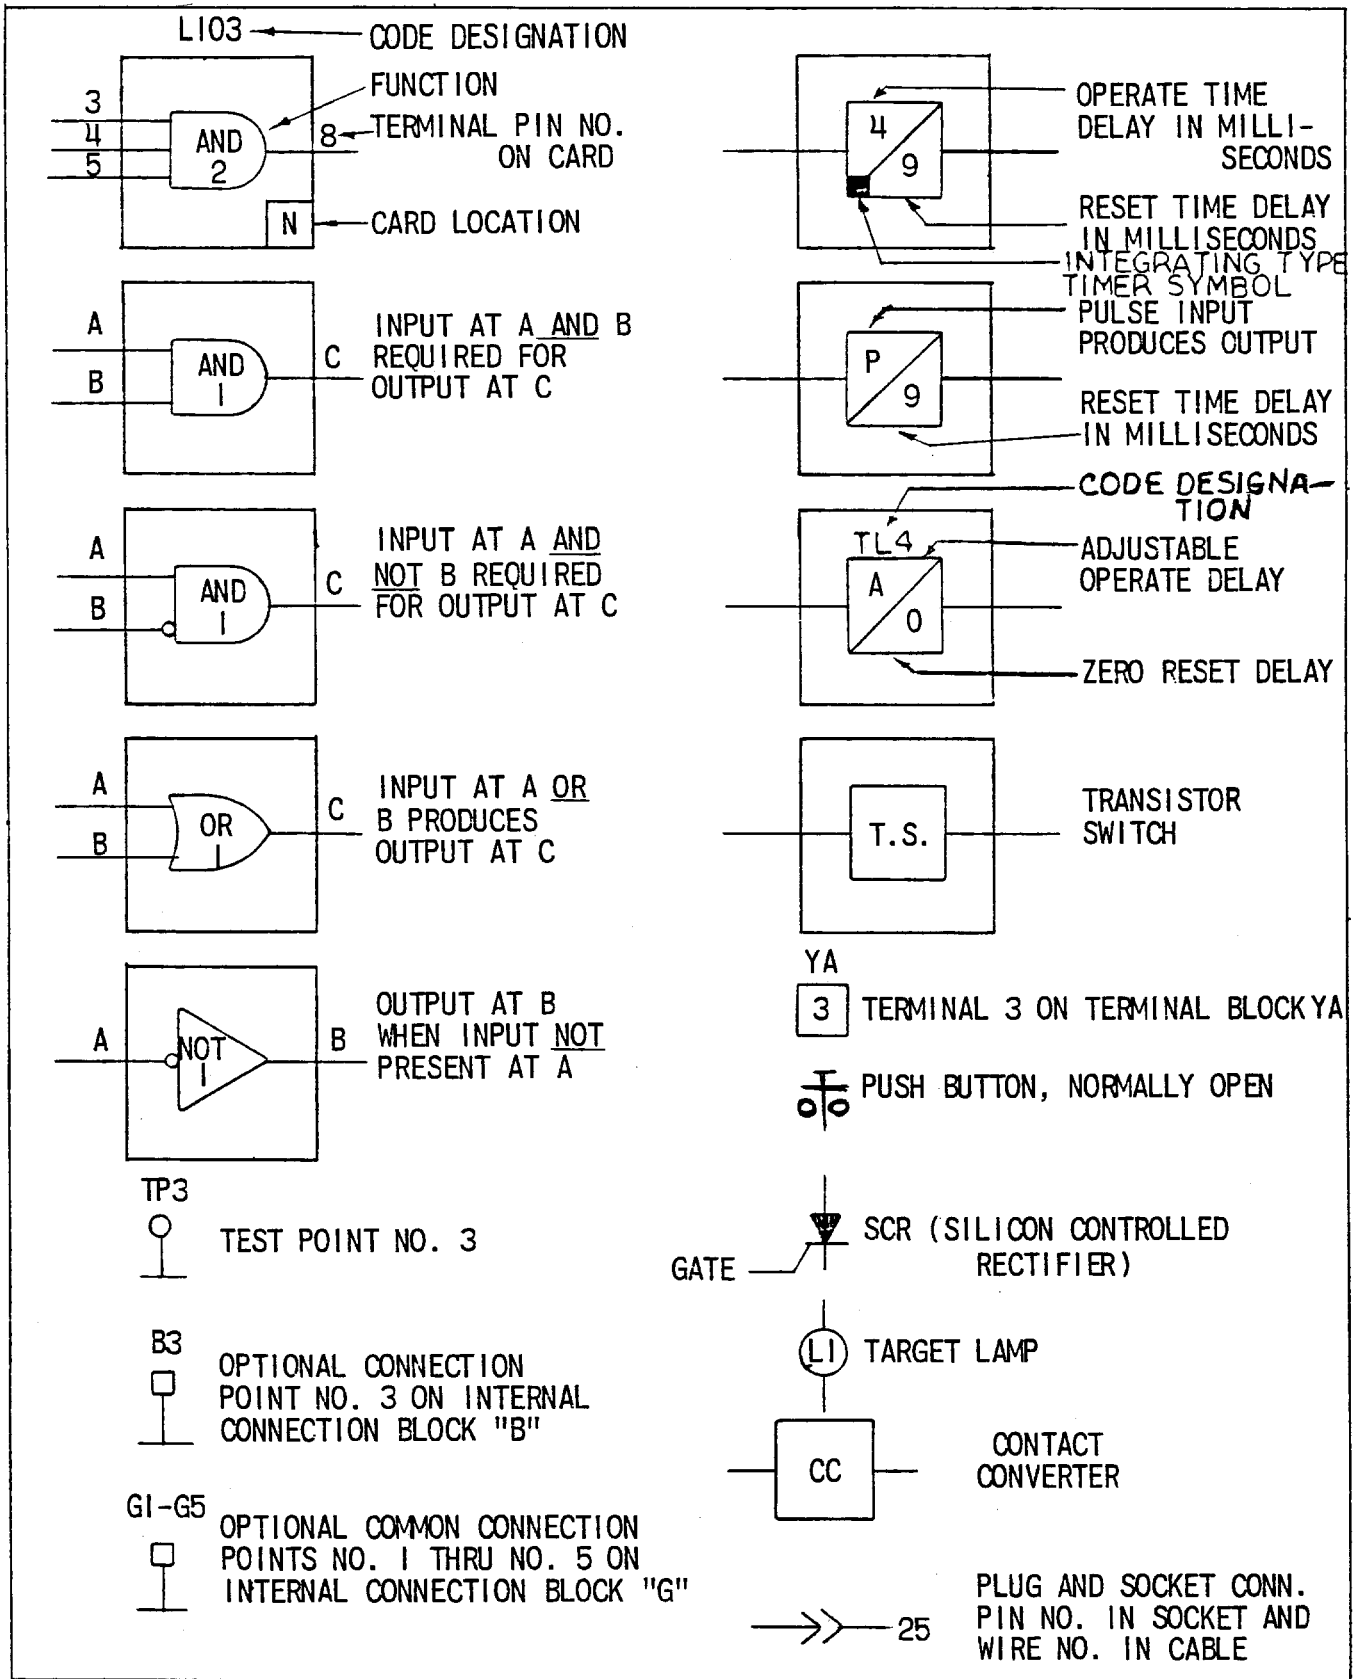 L103
CODE DESIGNATION
FUNCTION
3
4
5
AND
2
8
TERMINAL PIN NO.
ON CARD
N
CARD LOCATION
A
B
AND
1
C
INPUT AT A AND B
REQUIRED FOR
OUTPUT AT C
A
B
AND
1
C
INPUT AT A AND
NOT B REQUIRED
FOR OUTPUT AT C
A
B
OR
1
C
INPUT AT A OR
B PRODUCES
OUTPUT AT C
A
NOT
1
B
OUTPUT AT B
WHEN INPUT NOT
PRESENT AT A
TP3
TEST POINT NO. 3
B3
OPTIONAL CONNECTION
POINT NO. 3 ON INTERNAL
CONNECTION BLOCK "B"
G1-G5
OPTIONAL COMMON CONNECTION
POINTS NO. 1 THRU NO. 5 ON
INTERNAL CONNECTION BLOCK "G"
4
9
OPERATE TIME
DELAY IN MILLI-
SECONDS
RESET TIME DELAY
IN MILLISECONDS
INTEGRATING TYPE
TIMER SYMBOL
P
9
PULSE INPUT
PRODUCES OUTPUT
RESET TIME DELAY
IN MILLISECONDS
CODE DESIGNA-
TION
TL4
A
0
ADJUSTABLE
OPERATE DELAY
ZERO RESET DELAY
T.S.
TRANSISTOR
SWITCH
YA
3
TERMINAL 3 ON TERMINAL BLOCK YA
PUSH BUTTON, NORMALLY OPEN
GATE
SCR (SILICON CONTROLLED
RECTIFIER)
L1
TARGET LAMP
CC
CONTACT
CONVERTER
25
PLUG AND SOCKET CONN.
PIN NO. IN SOCKET AND
WIRE NO. IN CABLE